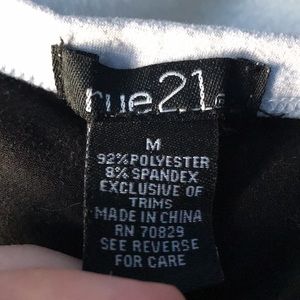 rue21
M
92%POLYESTER
8%SPANDEX
EXCLUSIVE OF
TRIMS
MADE IN CHINA
RN 70829
SEE REVERSE
FOR CARE